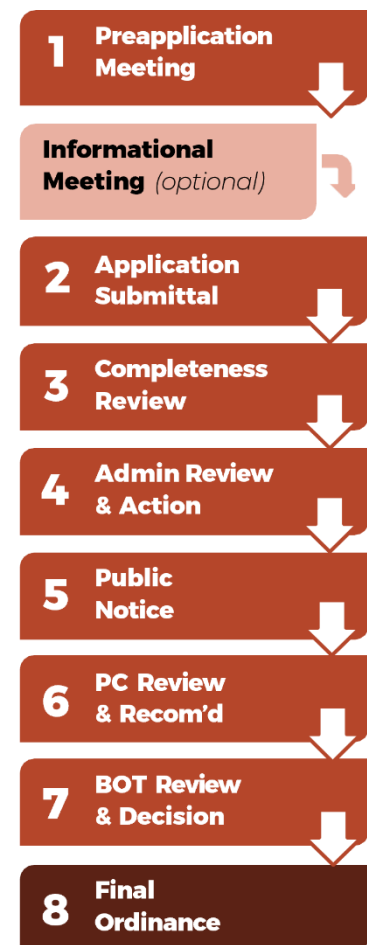 1 Preapplication
Meeting
Informational
Meeting (optional)
2 Application
Submittal
3 Completeness
Review
4 Admin Review
& Action
5 Public
Notice
6 PC Review
& Recom'd
7 BOT Review
& Decision
8 Final
Ordinance